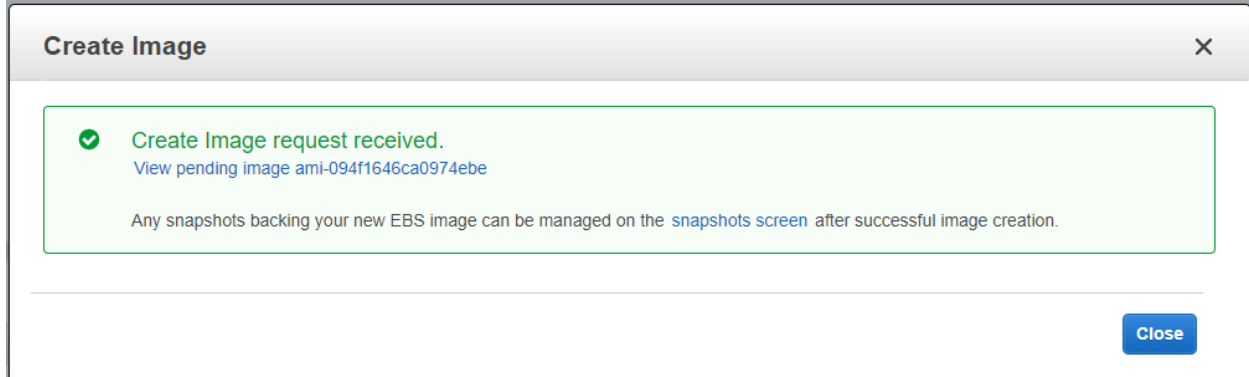 Create Image
Create Image request received.
View pending image ami-094f1646ca0974ebe
Any snapshots backing your new EBS image can be managed on the snapshots screen after successful image creation.
Close